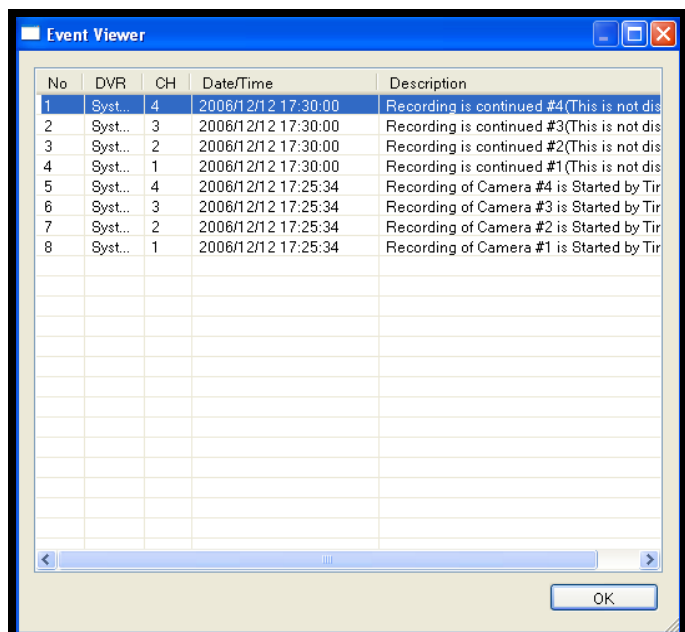 Event Viewer
No DVR CH Date/Time Description
1 Syst... 4 2006/12/12 17:30:00 Recording is continued #4(This is not dis
2 Syst... 3 2006/12/12 17:30:00 Recording is continued #3(This is not dis
3 Syst... 2 2006/12/12 17:30:00 Recording is continued #2(This is not dis
4 Syst... 1 2006/12/12 17:30:00 Recording is continued #1(This is not dis
5 Syst... 4 2006/12/12 17:25:34 Recording of Camera #4 is Started by Tir
6 Syst... 3 2006/12/12 17:25:34 Recording of Camera #3 is Started by Tir
7 Syst... 2 2006/12/12 17:25:34 Recording of Camera #2 is Started by Tir
8 Syst... 1 2006/12/12 17:25:34 Recording of Camera #1 is Started by Tir
OK